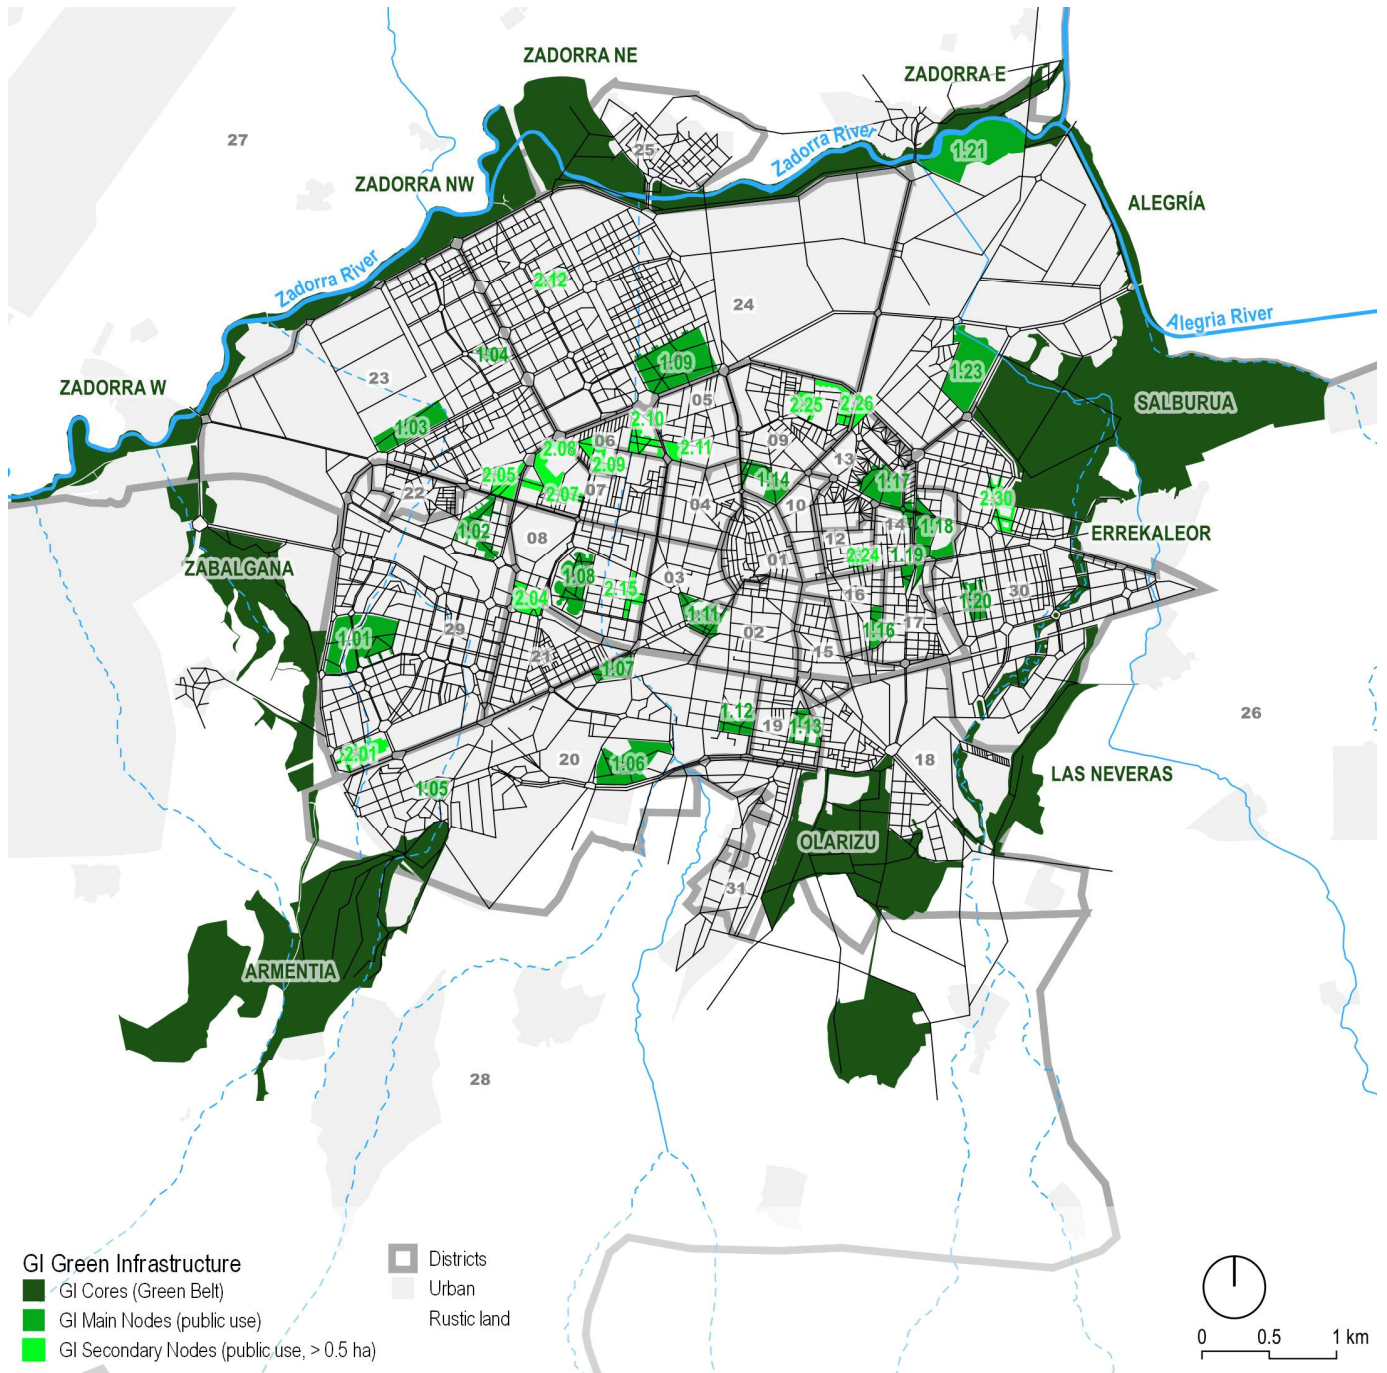 ZADORRA NE
ZADORRA E
27
25
Zadorra River
1.21
ZADORRA NW
ALEGRÍA
Zadorra River
2.12
24
Alegria River
1.04
1.09
23
1.23
ZADORRA W
05
SALBURUA
2.25
2.26
1.03
2.10
06
09
2.08
2.11
13
2.09
2.05
1.14
1.17
22
2.07
07
2.30
04
10
1.02
14
1.18
ERREKALEOR
08
12
1.19
2.24
01
ZABALGANA
1.08
03
2.15
2.04
16
30
1.20
1.11
1.01
29
02
1.16
17
15
21
1.07
1.12
19
1.13
26
2.01
20
1.06
18
LAS NEVERAS
1.05
OLARIZU
31
ARMENTIA
28
GI Green Infrastructure
GI Cores (Green Belt)
GI Main Nodes (public use)
GI Secondary Nodes (public use, > 0.5 ha)
Districts
Urban
Rustic land
0 0.5 1 km